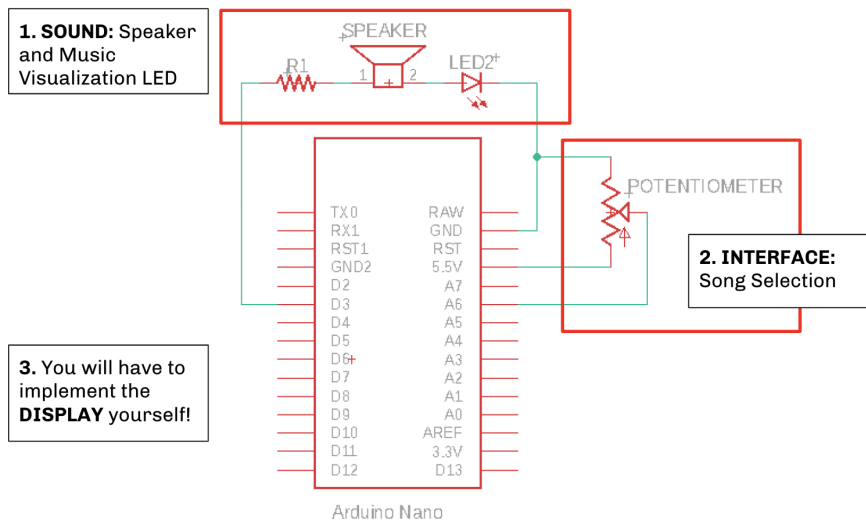 1. SOUND: Speaker
and Music
Visualization LED
SPEAKER
R1
1
2
LED2
POTENTIOMETER
2. INTERFACE:
Song Selection
3. You will have to
implement the
DISPLAY yourself!
TX0 RAW
RX1 GND
RST1 RST
GND2 5.5V
D2 A7
D3 A6
D4 A5
D5 A4
D6 A3
D7 A2
D8 A1
D9 A0
D10 AREF
D11 3.3V
D12 D13
Arduino Nano